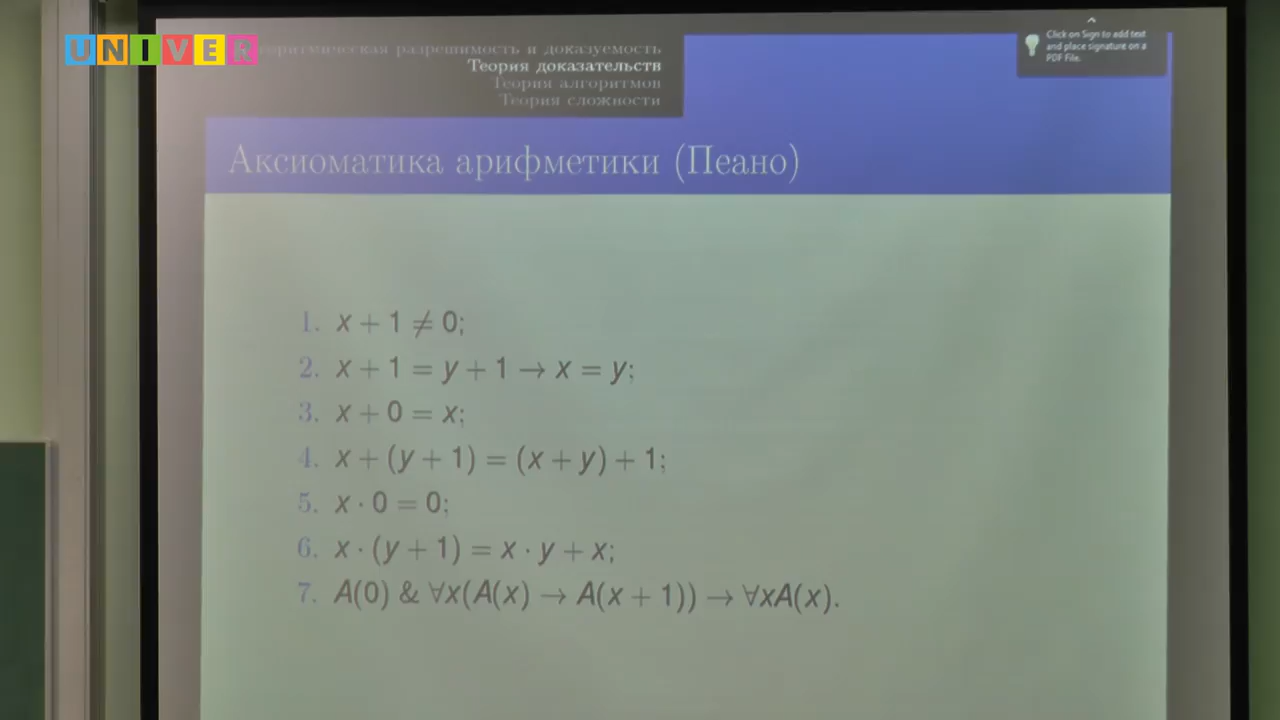 UNIVER
разрешимость и доказуемость
Теория доказательств
Теория алгоритмов
Теория сложности
Click on Sign to add text
and place signature on a
PDF File.
Аксиоматика арифметики (Пеано)
1. x + 1 ≠ 0;
2. x + 1 = y + 1 → x = y;
3. x + 0 = x;
4. x + (y + 1) = (x + y) + 1;
5. x · 0 = 0;
6. x · (y + 1) = x · y + x;
7. A(0) & ∀x(A(x) → A(x + 1)) → ∀xA(x).